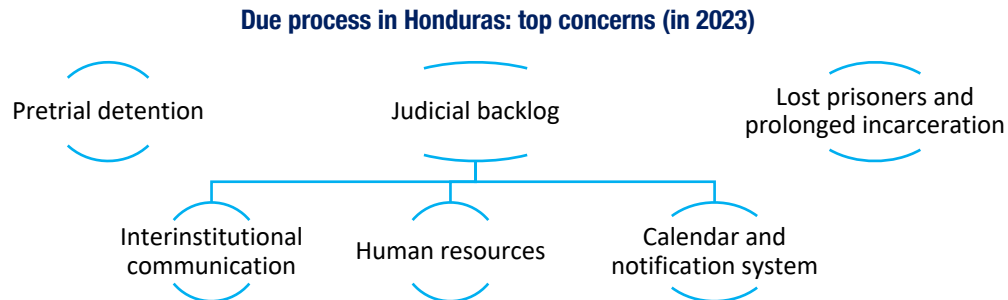 Due process in Honduras: top concerns (in 2023)
Pretrial detention
Judicial backlog
Lost prisoners and
prolonged incarceration
Interinstitutional
communication
Human resources
Calendar and
notification system